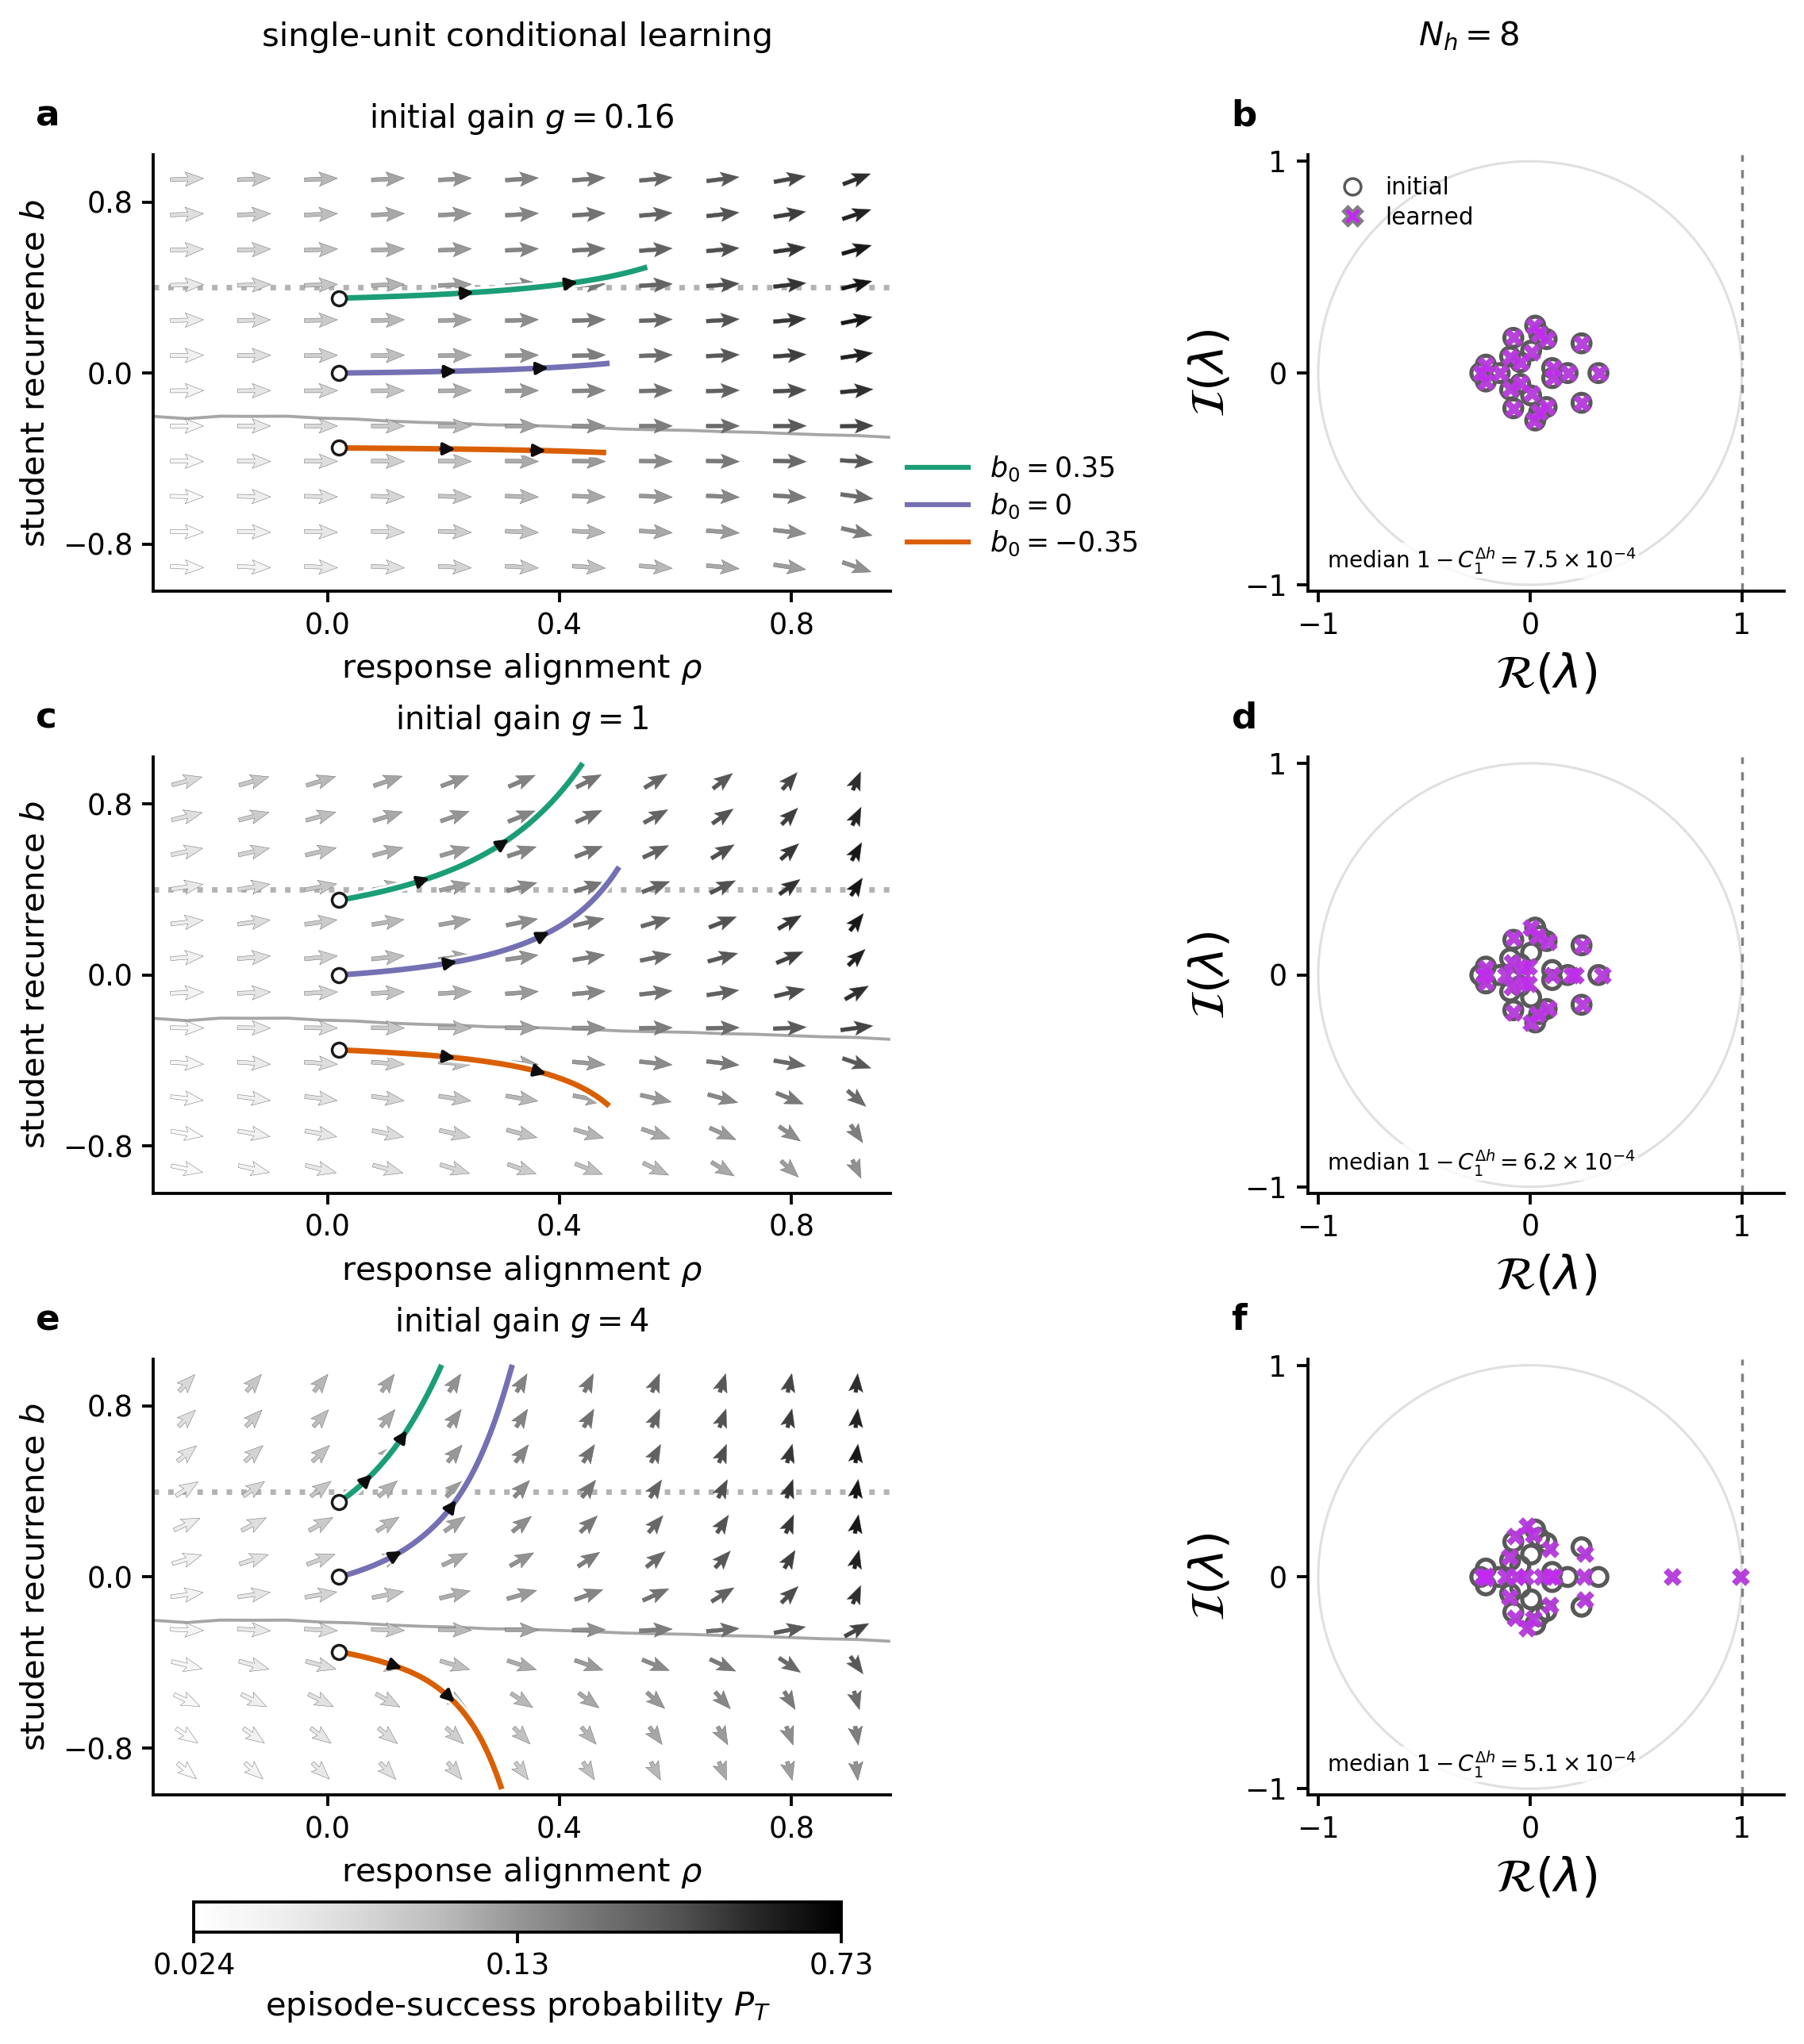 single-unit conditional learning
N_h = 8
a
initial gain g = 0.16
b
student recurrence b
0.8
0.0
−0.8
0.0
0.4
0.8
response alignment ρ
b_0 = 0.35
b_0 = 0
b_0 = −0.35
initial
learned
median 1 − C_1^{Δh} = 7.5 × 10^{−4}
ℐ(λ)
1
0
−1
−1
0
1
ℛ(λ)
c
initial gain g = 1
d
student recurrence b
0.8
0.0
−0.8
0.0
0.4
0.8
response alignment ρ
median 1 − C_1^{Δh} = 6.2 × 10^{−4}
ℐ(λ)
1
0
−1
−1
0
1
ℛ(λ)
e
initial gain g = 4
f
student recurrence b
0.8
0.0
−0.8
0.0
0.4
0.8
response alignment ρ
median 1 − C_1^{Δh} = 5.1 × 10^{−4}
ℐ(λ)
1
0
−1
−1
0
1
ℛ(λ)
0.024
0.13
0.73
episode-success probability P_T